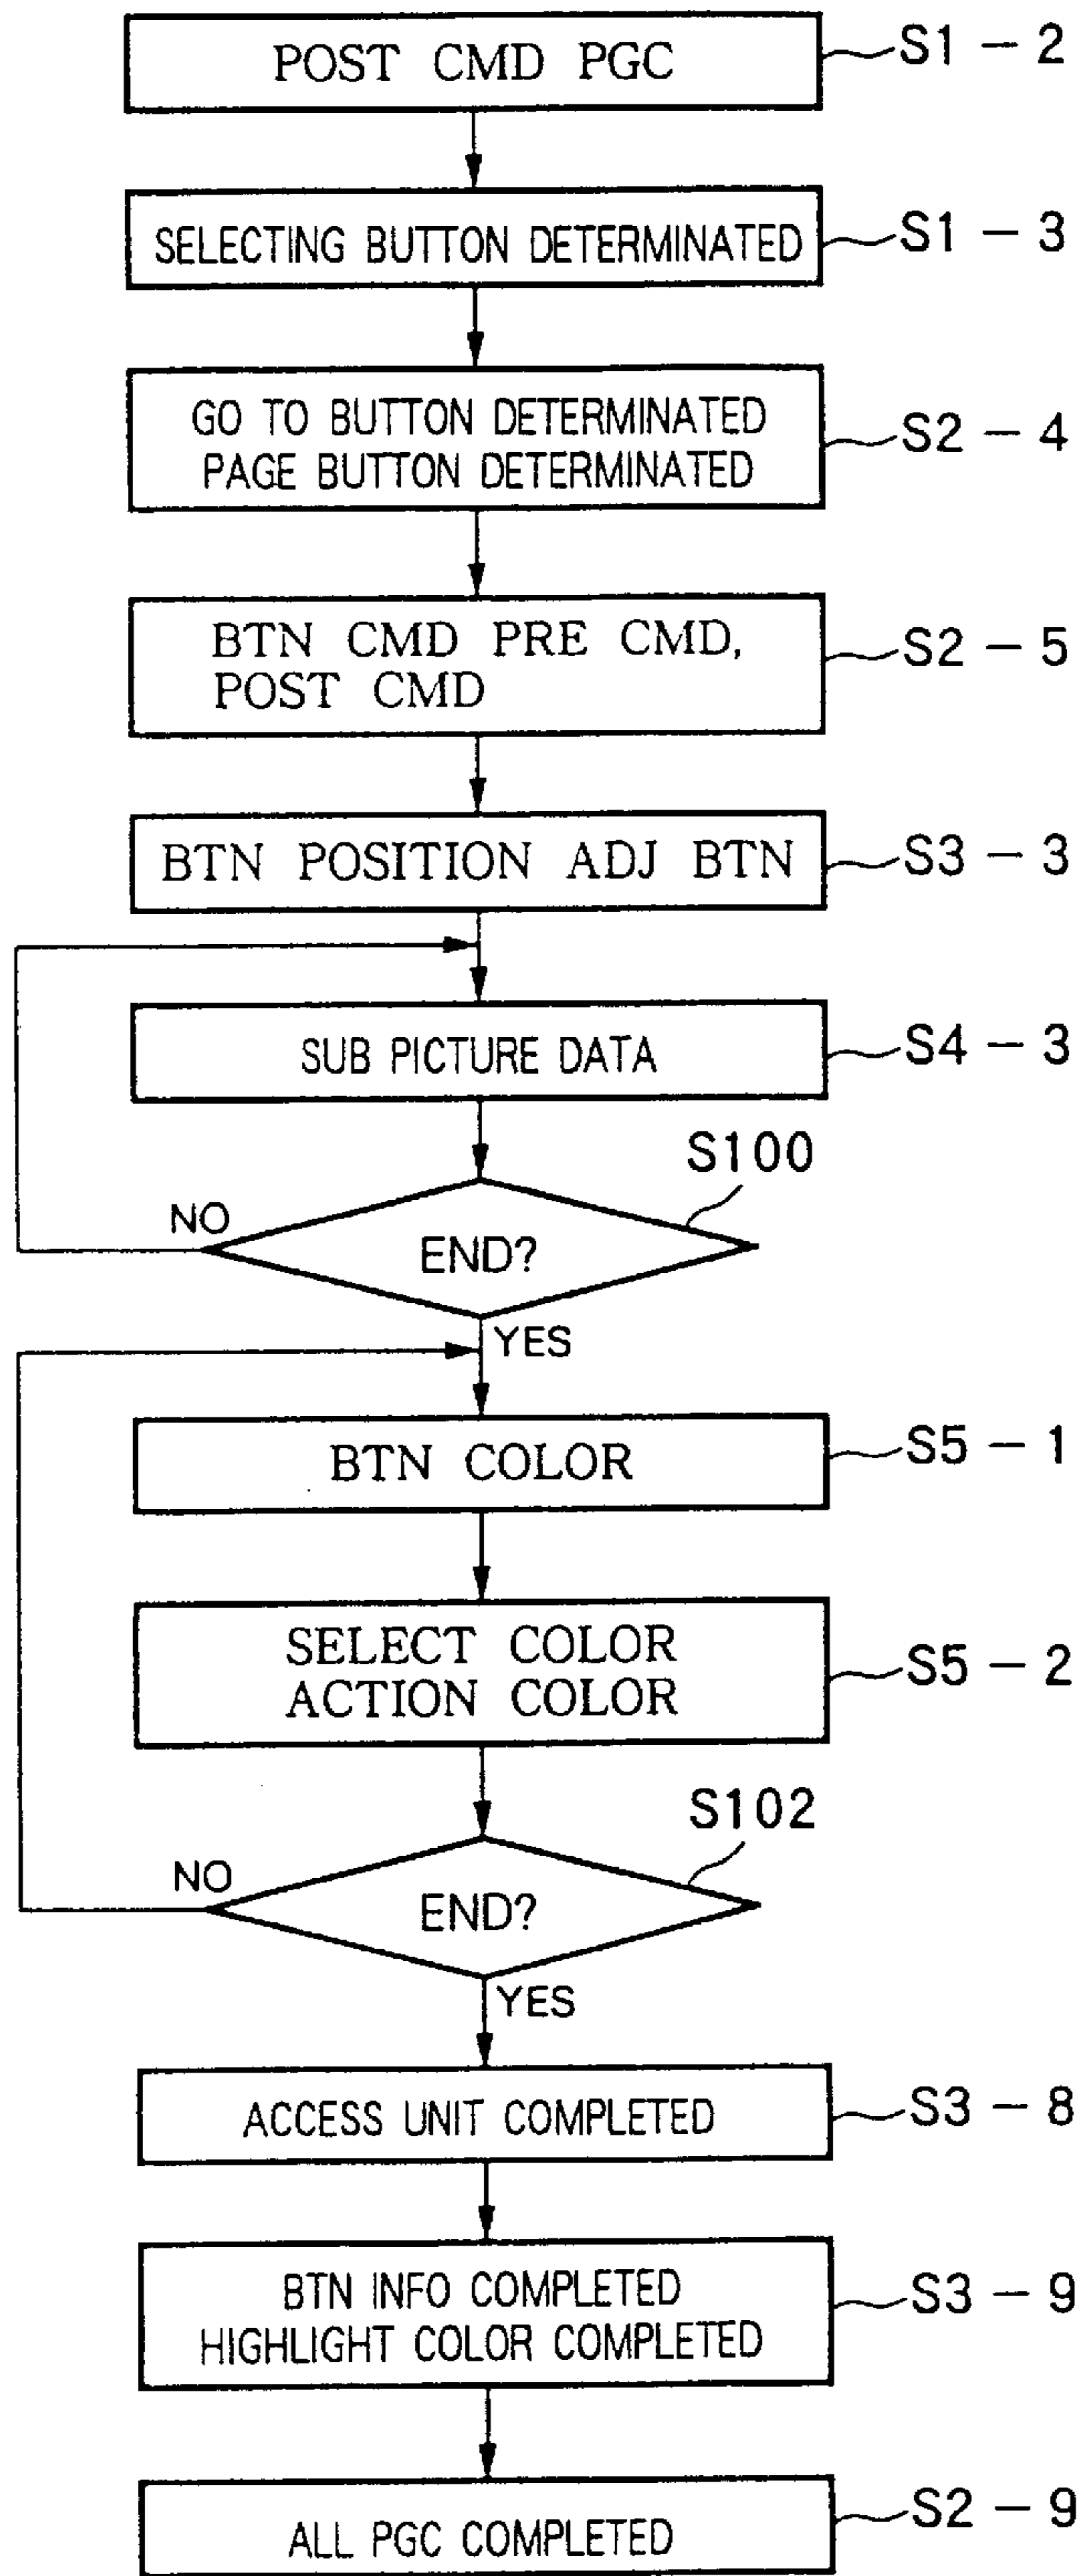 POST CMD PGC S1-2
SELECTING BUTTON DETERMINATED S1-3
GO TO BUTTON DETERMINATED
PAGE BUTTON DETERMINATED S2-4
BTN CMD PRE CMD,
POST CMD S2-5
BTN POSITION ADJ BTN S3-3
SUB PICTURE DATA S4-3
S100
NO
END?
YES
BTN COLOR S5-1
SELECT COLOR
ACTION COLOR S5-2
S102
NO
END?
YES
ACCESS UNIT COMPLETED S3-8
BTN INFO COMPLETED
HIGHLIGHT COLOR COMPLETED S3-9
ALL PGC COMPLETED S2-9